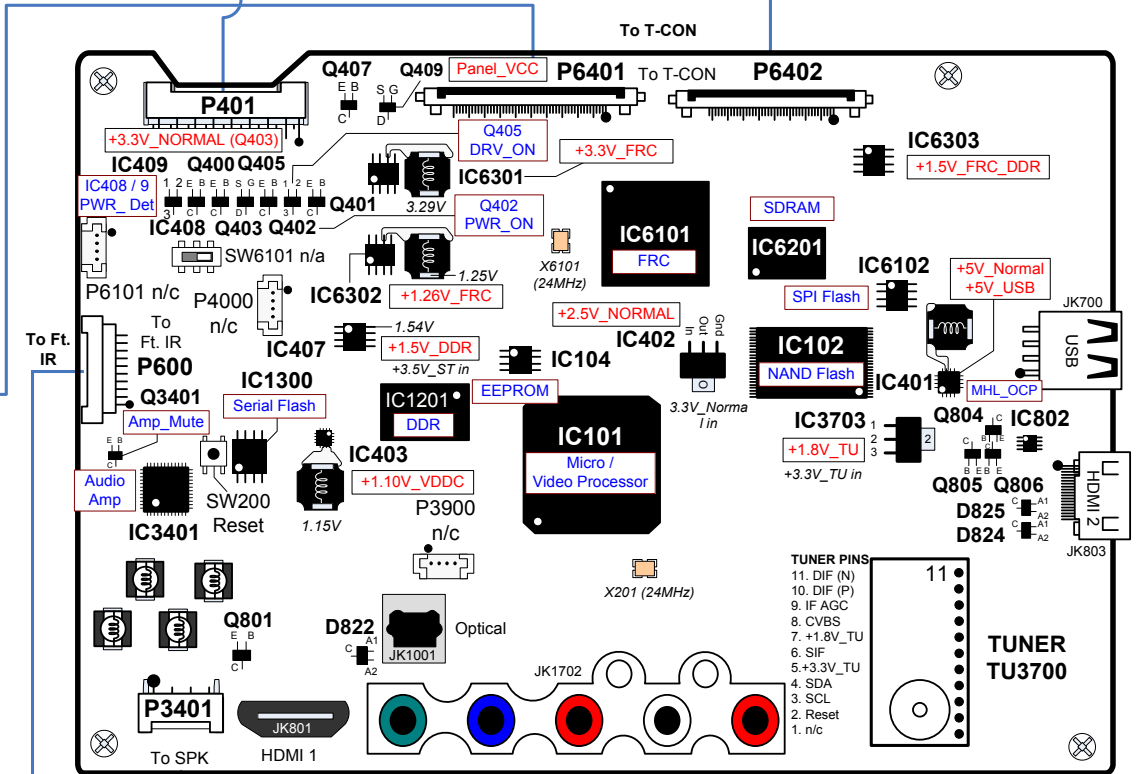 To T-CON
Q407
E B
C
Q409
S G
D
Panel_VCC
P6401
To T-CON
P6402
P401
+3.3V_NORMAL (Q403)
Q405
DRV_ON
+3.3V_FRC
IC6303
+1.5V_FRC_DDR
IC409
Q400
Q405
IC6301
IC408 / 9
PWR_ Det
1 2 E B E B S G E B 1 2 E B
3 C C D C 3 C
Q401
3.29V
IC408
Q403
Q402
Q402
PWR_ON
SDRAM
IC6101
FRC
IC6201
SW6101 n/a
X6101
(24MHz)
IC6102
+5V_Normal
+5V_USB
P6101 n/c
P4000
n/c
IC6302
1.25V
+1.26V_FRC
SPI Flash
JK700
USB
To Ft.
IR
To
Ft. IR
P600
IC407
1.54V
+1.5V_DDR
+3.5V_ST in
+2.5V_NORMAL
IC402
In
Out
Gnd
O
3.3V_Norma
l in
IC104
EEPROM
IC102
NAND Flash
IC401
MHL_OCP
Q3401
Amp_Mute
E B
C
IC1300
Serial Flash
IC1201
DDR
IC101
Micro /
Video Processor
IC3703
1
2
3
2
+1.8V_TU
+3.3V_TU in
Q804
C
B E
IC802
C C
B E B E
Q805
Q806
HDMI 2
JK803
Audio
Amp
IC3401
SW200
Reset
IC403
+1.10V_VDDC
1.15V
P3900
n/c
D825
C A1
A2
D824
C A1
A2
X201 (24MHz)
TUNER PINS
11. DIF (N)
10. DIF (P)
9. IF AGC
8. CVBS
7. +1.8V_TU
6. SIF
5.+3.3V_TU
4. SDA
3. SCL
2. Reset
1. n/c
11
TUNER
TU3700
Q801
E B
C
D822
A1
C
A2
JK1001
Optical
JK1702
P3401
To SPK
JK801
HDMI 1